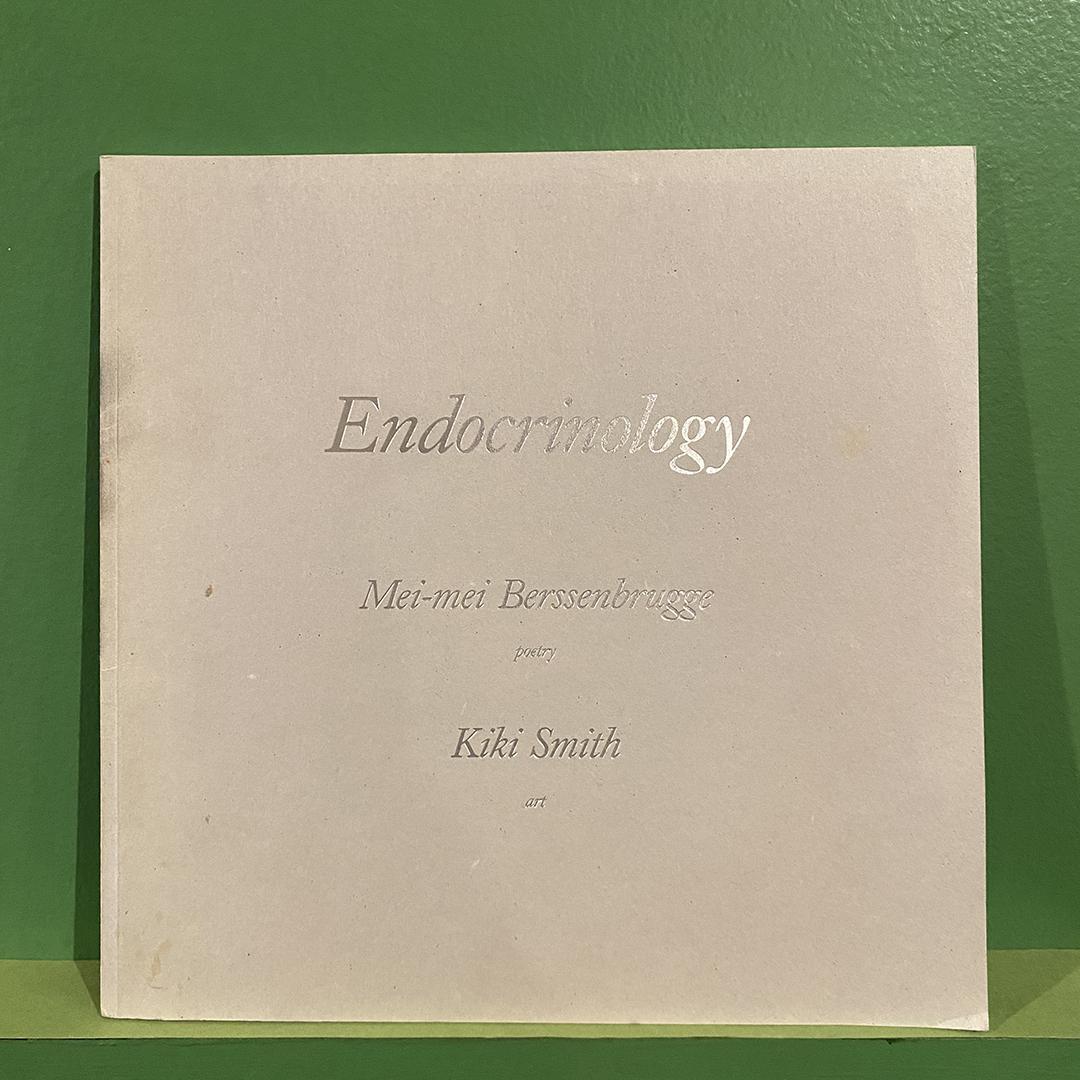 Endocrinology
Mei-mei Berssenbrugge
poetry
Kiki Smith
art